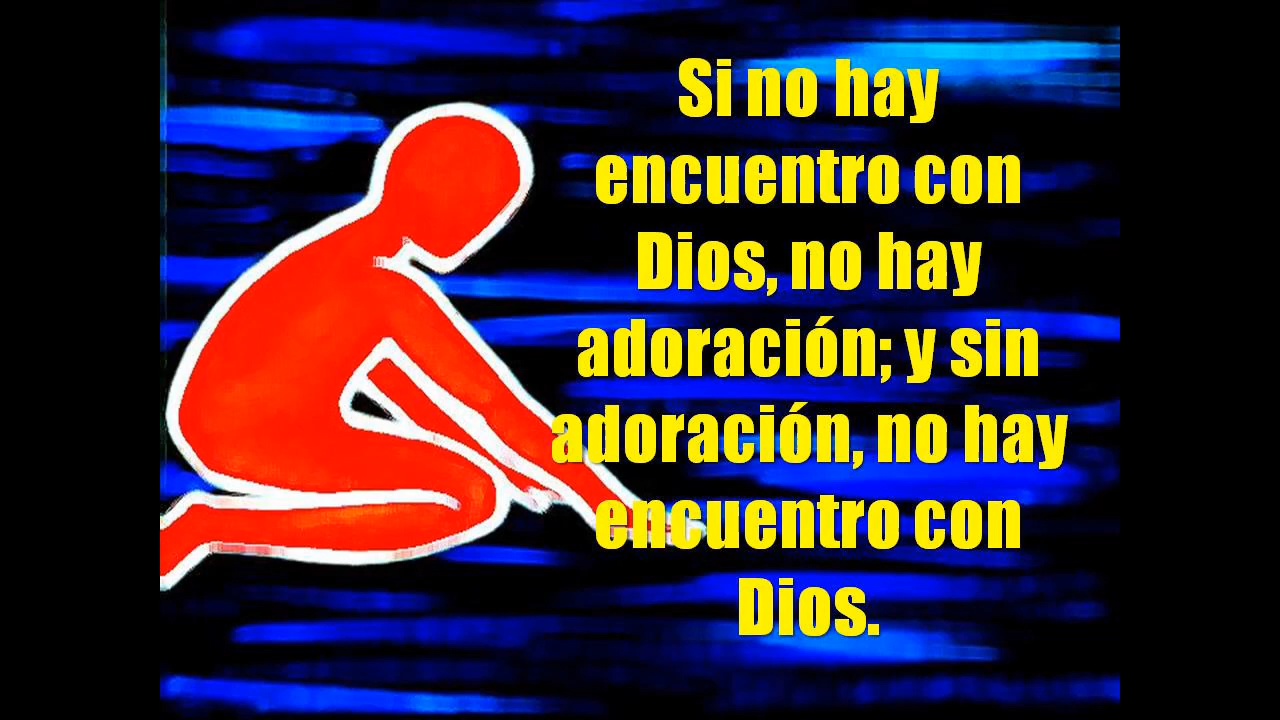 Si no hay
encuentro con
Dios, no hay
adoración; y sin
adoración, no hay
encuentro con
Dios.